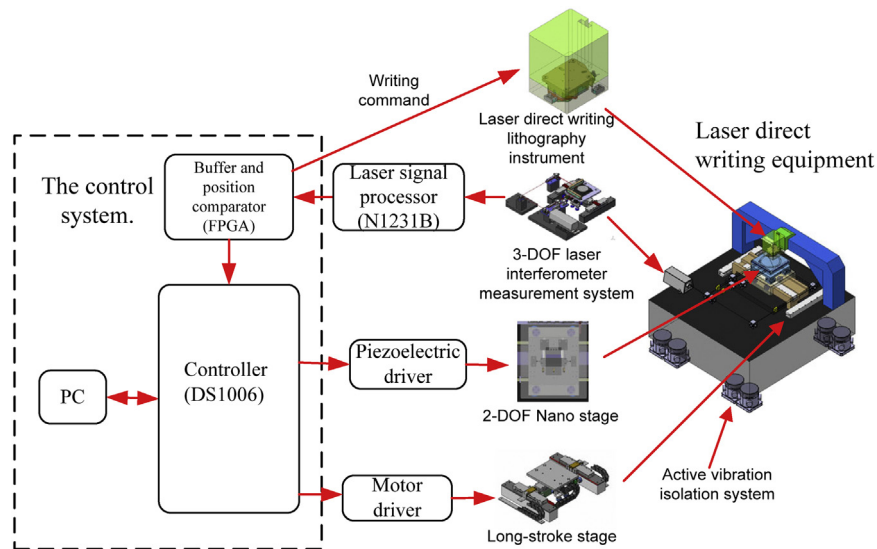 Writing
command
Laser direct writing
lithography
instrument
Laser direct
writing equipment
The control
system.
Buffer and
position
comparator
(FPGA)
Laser signal
processor
(N1231B)
3-DOF laser
interferometer
measurement system
Controller
(DS1006)
PC
Piezoelectric
driver
2-DOF Nano stage
Motor
driver
Long-stroke stage
Active vibration
isolation system